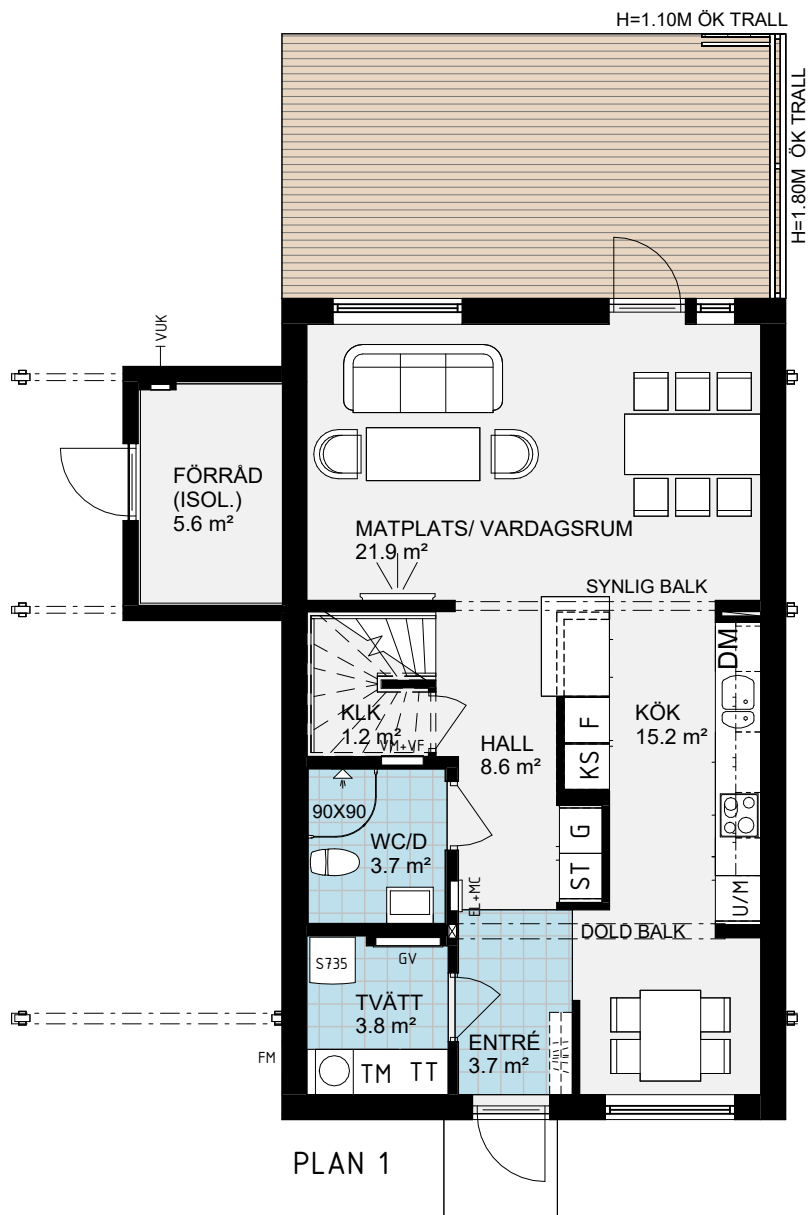 H=1.10M ÖK TRALL
H=1.80M ÖK TRALL
VUK
FÖRRÅD
(ISOL.)
5.6 m²
MATPLATS/ VARDAGSRUM
21.9 m²
SYNLIG BALK
DM
KLK
1.2 m²
VM+VF
HALL
8.6 m²
F
KS
KÖK
15.2 m²
90X90
WC/D
3.7 m²
G
ST
EL+MC
U/M
DOLD BALK
S735
GV
TVÄTT
3.8 m²
ENTRÉ
3.7 m²
FM
TM
TT
PLAN 1